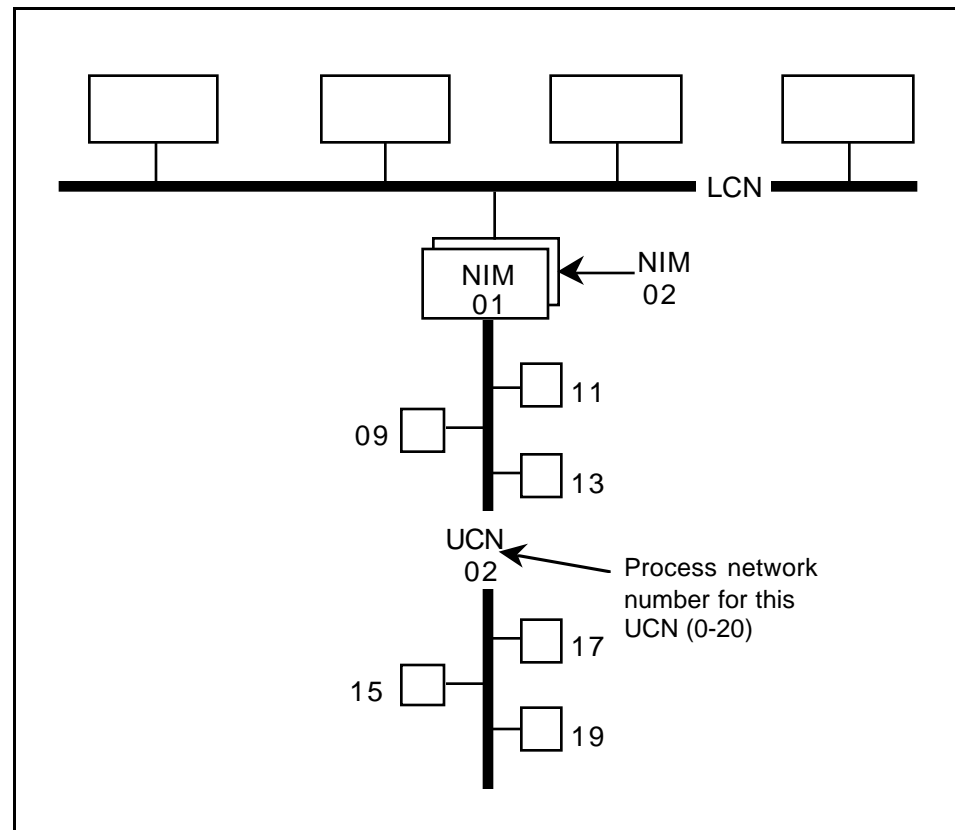 LCN
NIM
01
NIM
02
11
09
13
UCN
02
Process network
number for this
UCN (0-20)
17
15
19